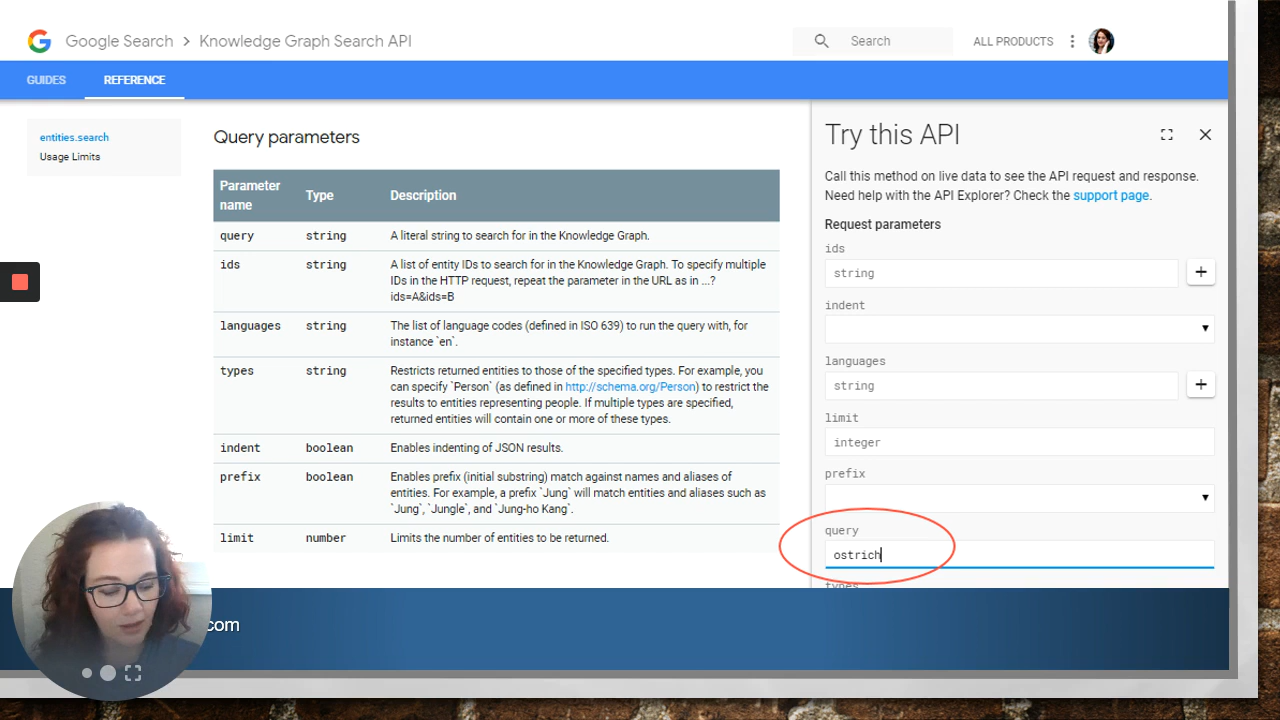 Google Search > Knowledge Graph Search API
Search
ALL PRODUCTS
GUIDES
REFERENCE
entities.search
Usage Limits
Query parameters
Parameter name
Type
Description
query
string
A literal string to search for in the Knowledge Graph.
ids
string
A list of entity IDs to search for in the Knowledge Graph. To specify multiple
IDs in the HTTP request, repeat the parameter in the URL as in ...?
ids=A&ids=B
languages
string
The list of language codes (defined in ISO 639) to run the query with, for
instance `en`.
types
string
Restricts returned entities to those of the specified types. For example, you
can specify `Person` (as defined in http://schema.org/Person) to restrict the
results to entities representing people. If multiple types are specified,
returned entities will contain one or more of these types.
indent
boolean
Enables indenting of JSON results.
prefix
boolean
Enables prefix (initial substring) match against names and aliases of
entities. For example, a prefix `Jung` will match entities and aliases such as
`Jung`, `Jungle`, and `Jung-ho Kang`.
limit
number
Limits the number of entities to be returned.
Try this API
Call this method on live data to see the API request and response.
Need help with the API Explorer? Check the support page.
Request parameters
ids
string
indent
languages
string
limit
integer
prefix
query
ostrich
types
com